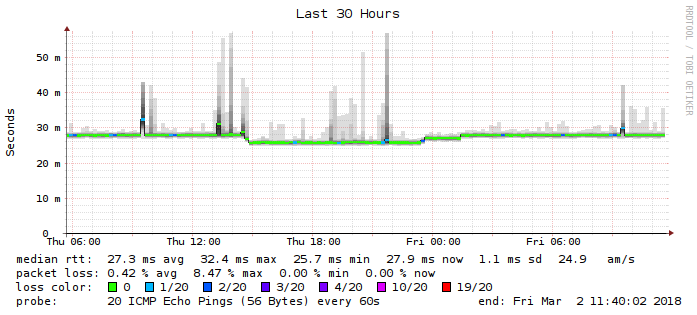 Last 30 Hours
RRDTOOL / TOBI OETIKER
Seconds
50 m
40 m
30 m
20 m
10 m
0
Thu 06:00 Thu 12:00 Thu 18:00 Fri 00:00 Fri 06:00
median rtt: 27.3 ms avg 32.4 ms max 25.7 ms min 27.9 ms now 1.1 ms sd 24.9 am/s
packet loss: 0.42 % avg 8.47 % max 0.00 % min 0.00 % now
loss color: 0 1/20 2/20 3/20 4/20 10/20 19/20
probe: 20 ICMP Echo Pings (56 Bytes) every 60s end: Fri Mar 2 11:40:02 2018